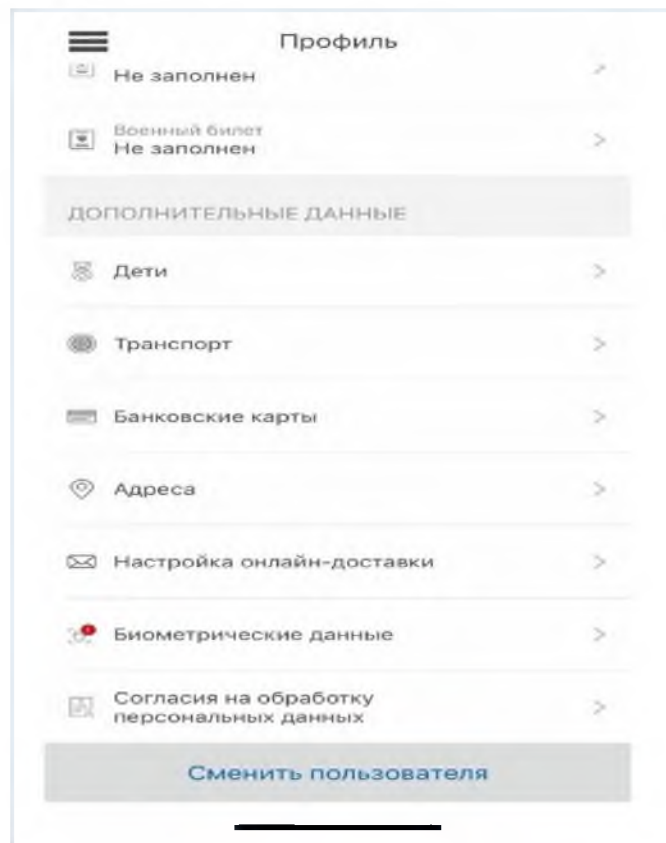 Профиль
Не заполнен
Военный билет
Не заполнен
ДОПОЛНИТЕЛЬНЫЕ ДАННЫЕ
Дети
Транспорт
Банковские карты
Адреса
Настройка онлайн-доставки
Биометрические данные
Согласия на обработку
персональных данных
Сменить пользователя